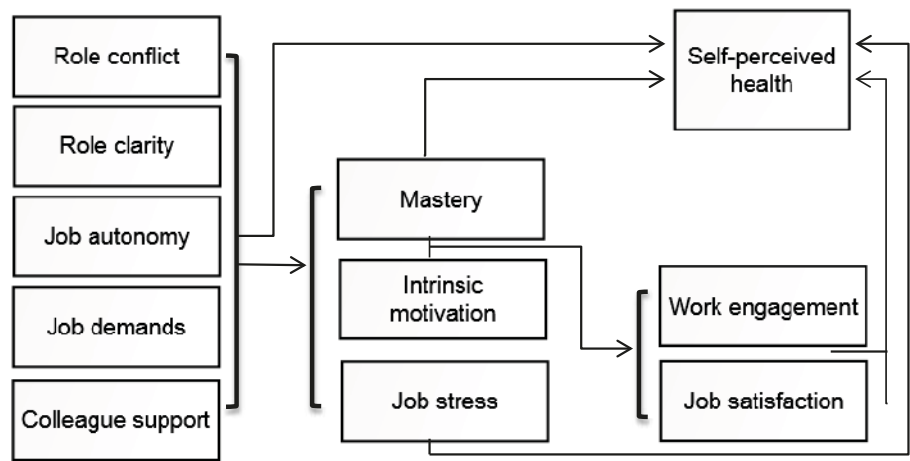 Role conflict
Role clarity
Job autonomy
Job demands
Colleague support
Mastery
Intrinsic
motivation
Job stress
Self-perceived
health
Work engagement
Job satisfaction